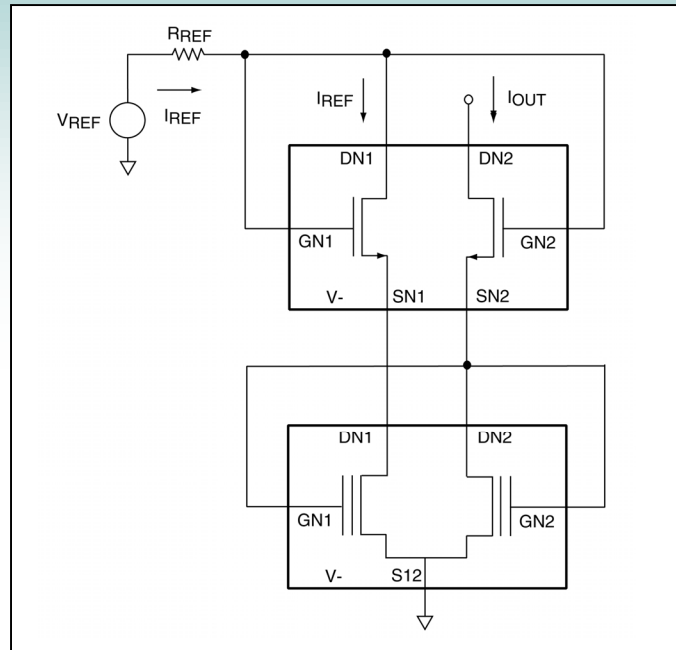 RREF
VREF
IREF
IREF
IOUT
DN1
DN2
GN1
GN2
V-
SN1
SN2
DN1
DN2
GN1
GN2
V-
S12